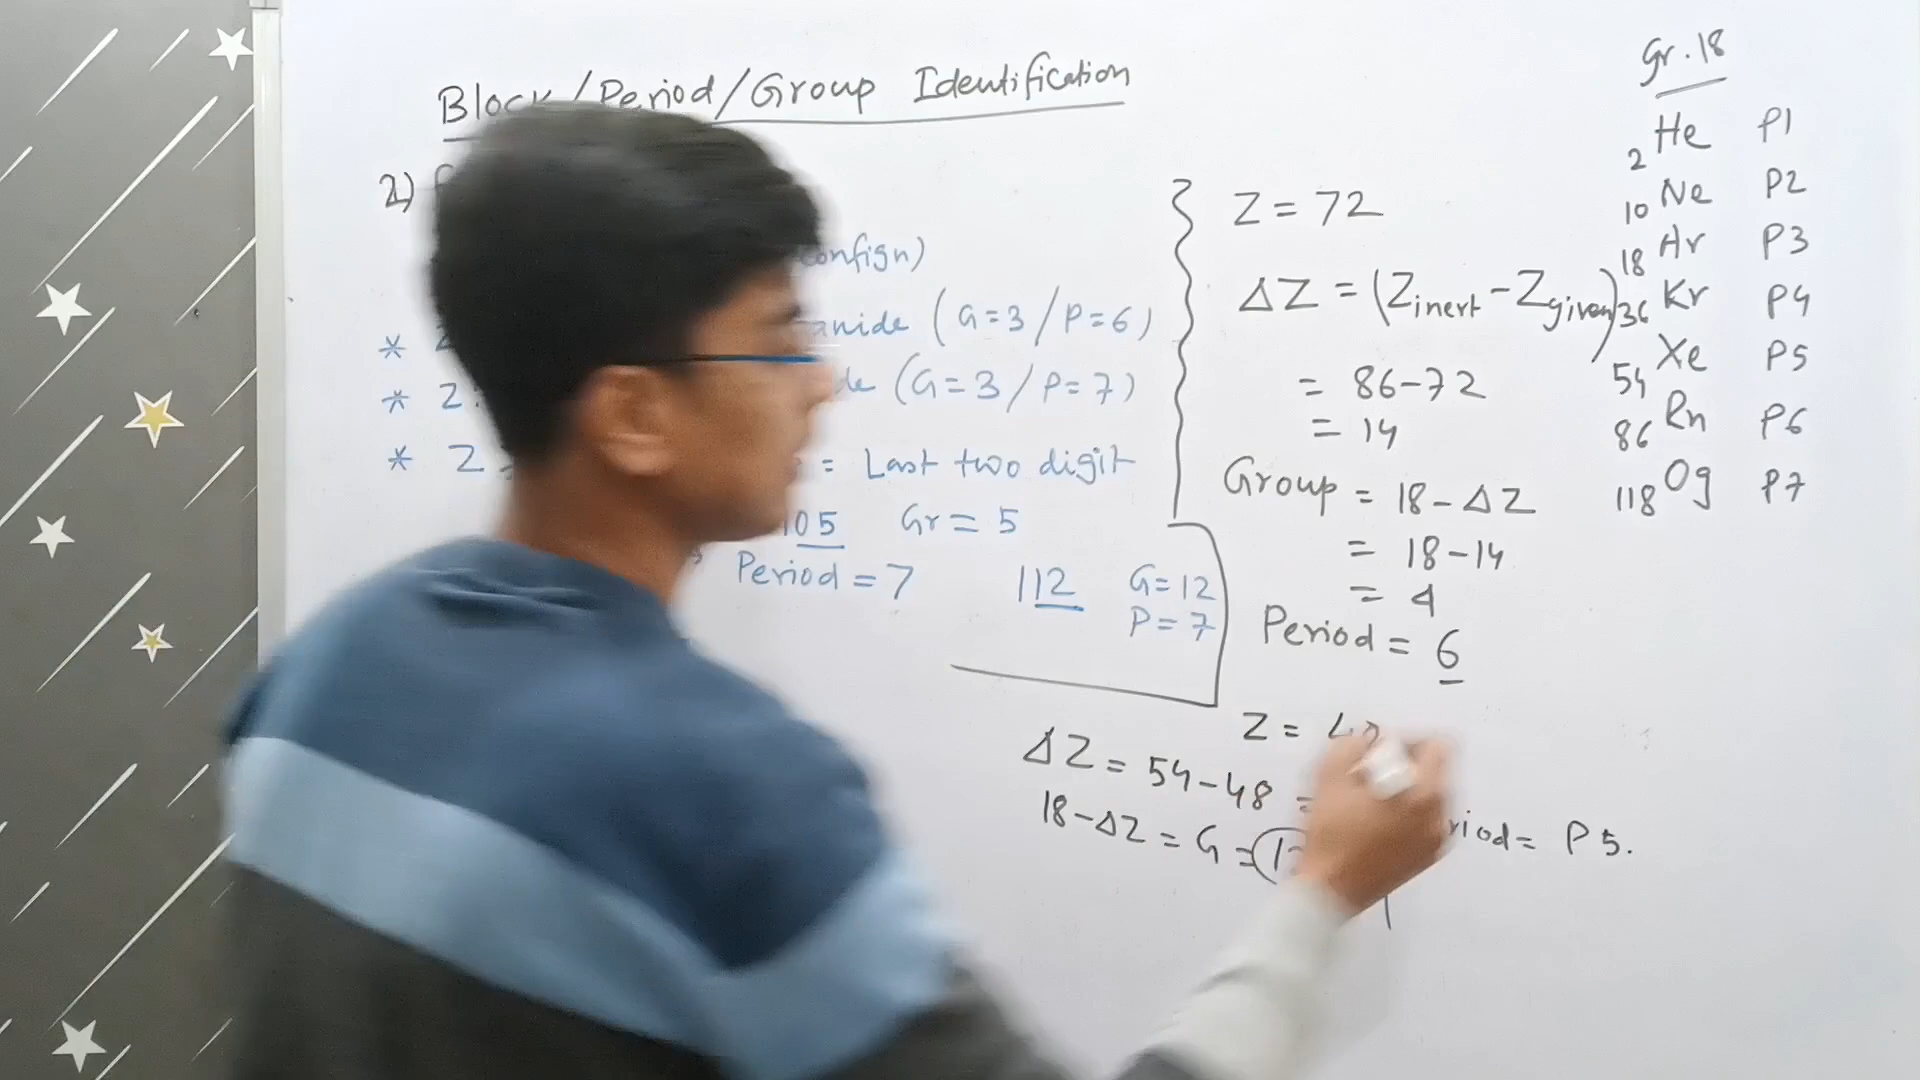 Block/Period/Group Identification
2)
confign)
* anide (G=3/P=6)
* Z de (G=3/P=7)
* Z = Last two digit
105 Gr = 5
Period = 7
112 G=12
P=7
Z = 72
ΔZ = (Zinert - Zgiven)
= 86-72
= 14
Group = 18-ΔZ
= 18-14
= 4
Period = 6
Z =
ΔZ = 54-48 =
18-ΔZ = G =
riod = P5.
Gr.18
2 He P1
10 Ne P2
18 Ar P3
36 Kr P4
54 Xe P5
86 Rn P6
118 Og P7